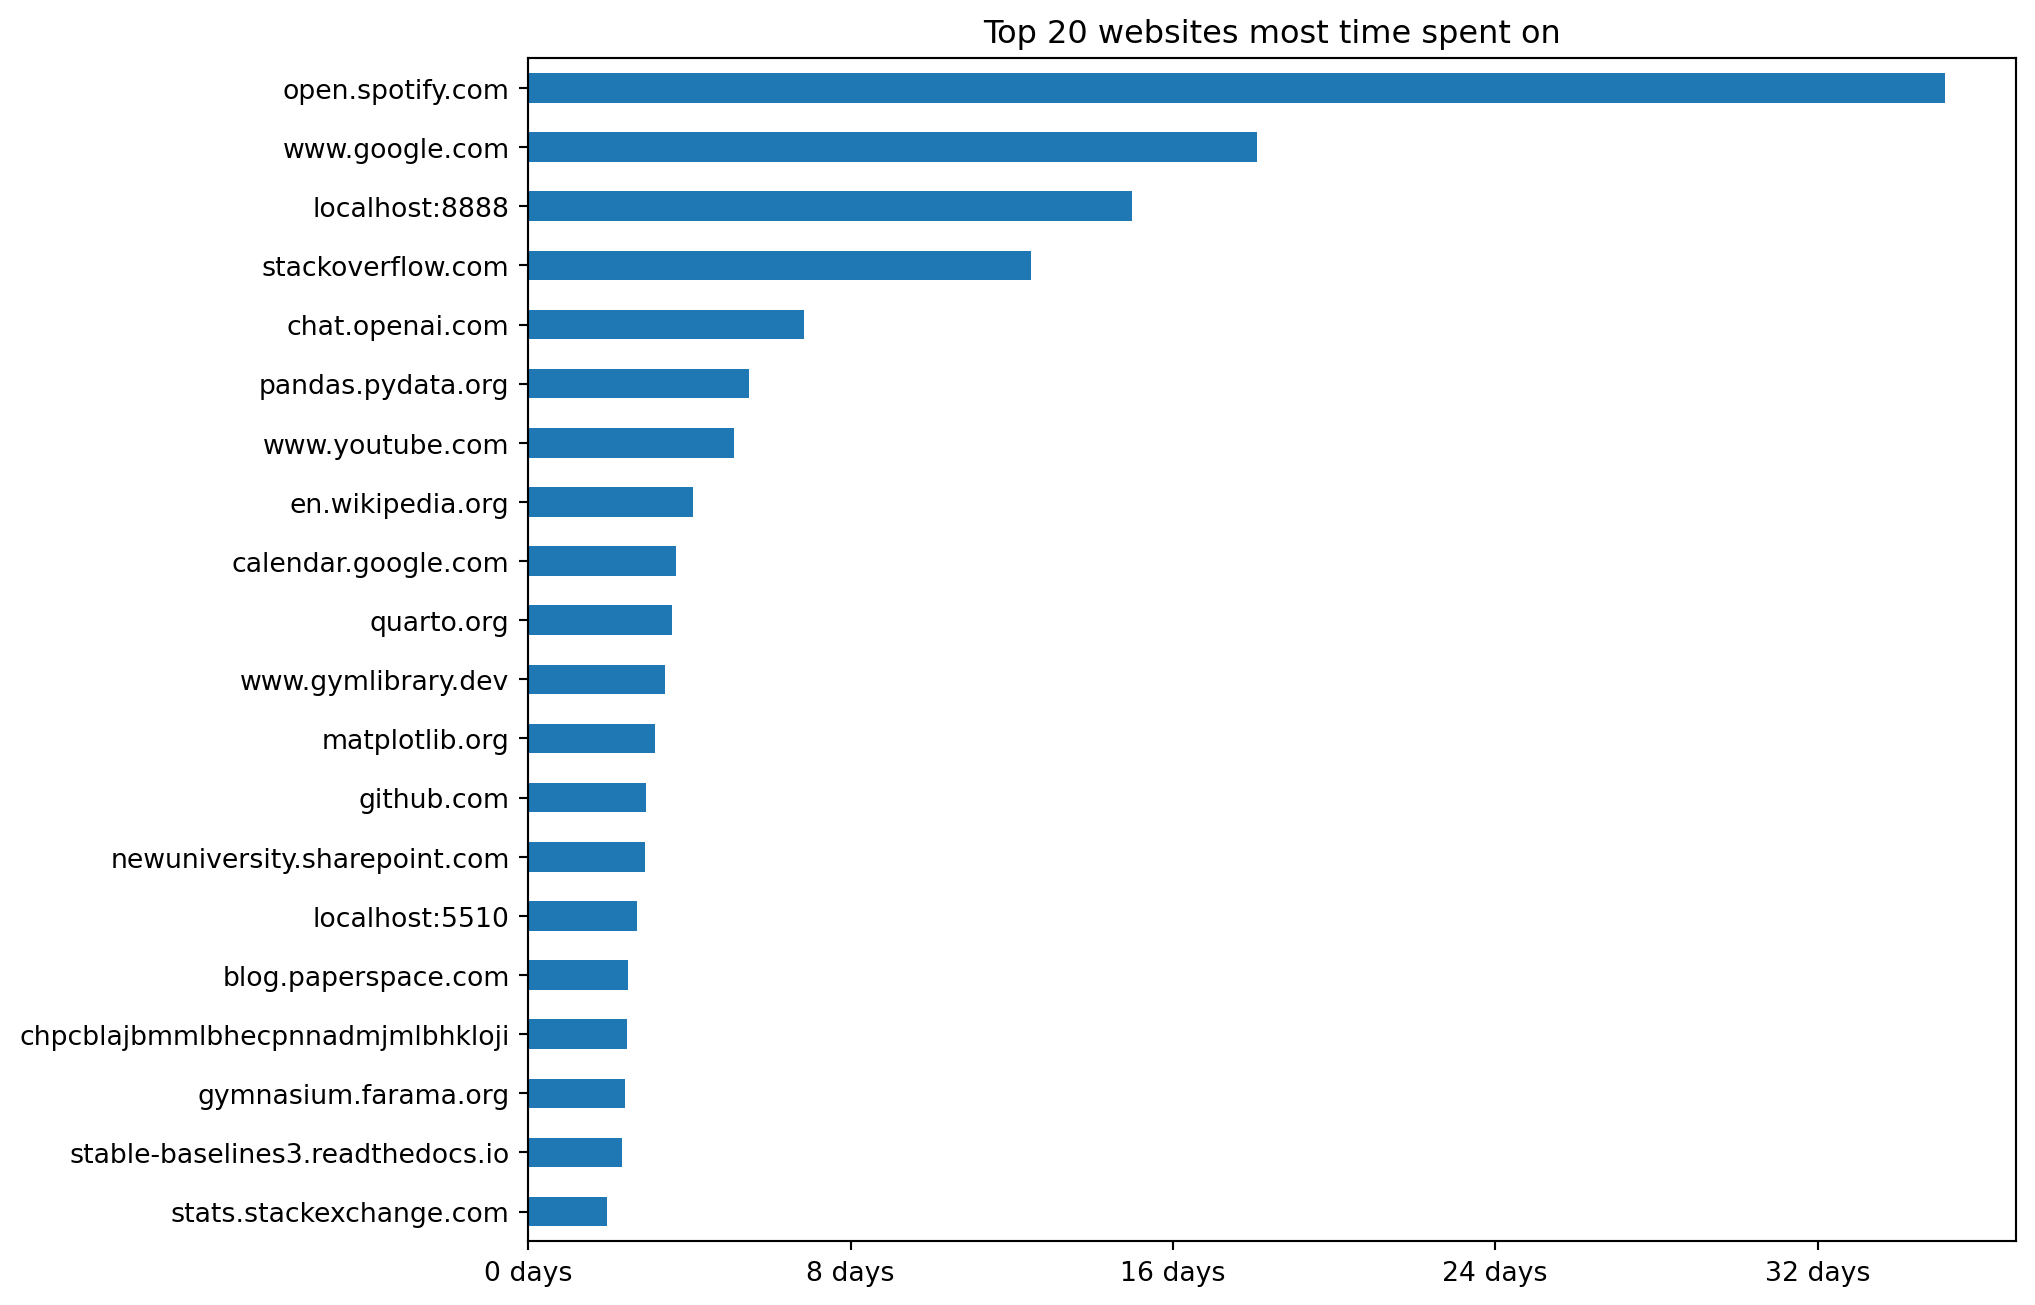 Top 20 websites most time spent on
open.spotify.com
www.google.com
localhost:8888
stackoverflow.com
chat.openai.com
pandas.pydata.org
www.youtube.com
en.wikipedia.org
calendar.google.com
quarto.org
www.gymlibrary.dev
matplotlib.org
github.com
newuniversity.sharepoint.com
localhost:5510
blog.paperspace.com
chpcblajbmmlbhecpnnadmjmlbhkloji
gymnasium.farama.org
stable-baselines3.readthedocs.io
stats.stackexchange.com
0 days 8 days 16 days 24 days 32 days